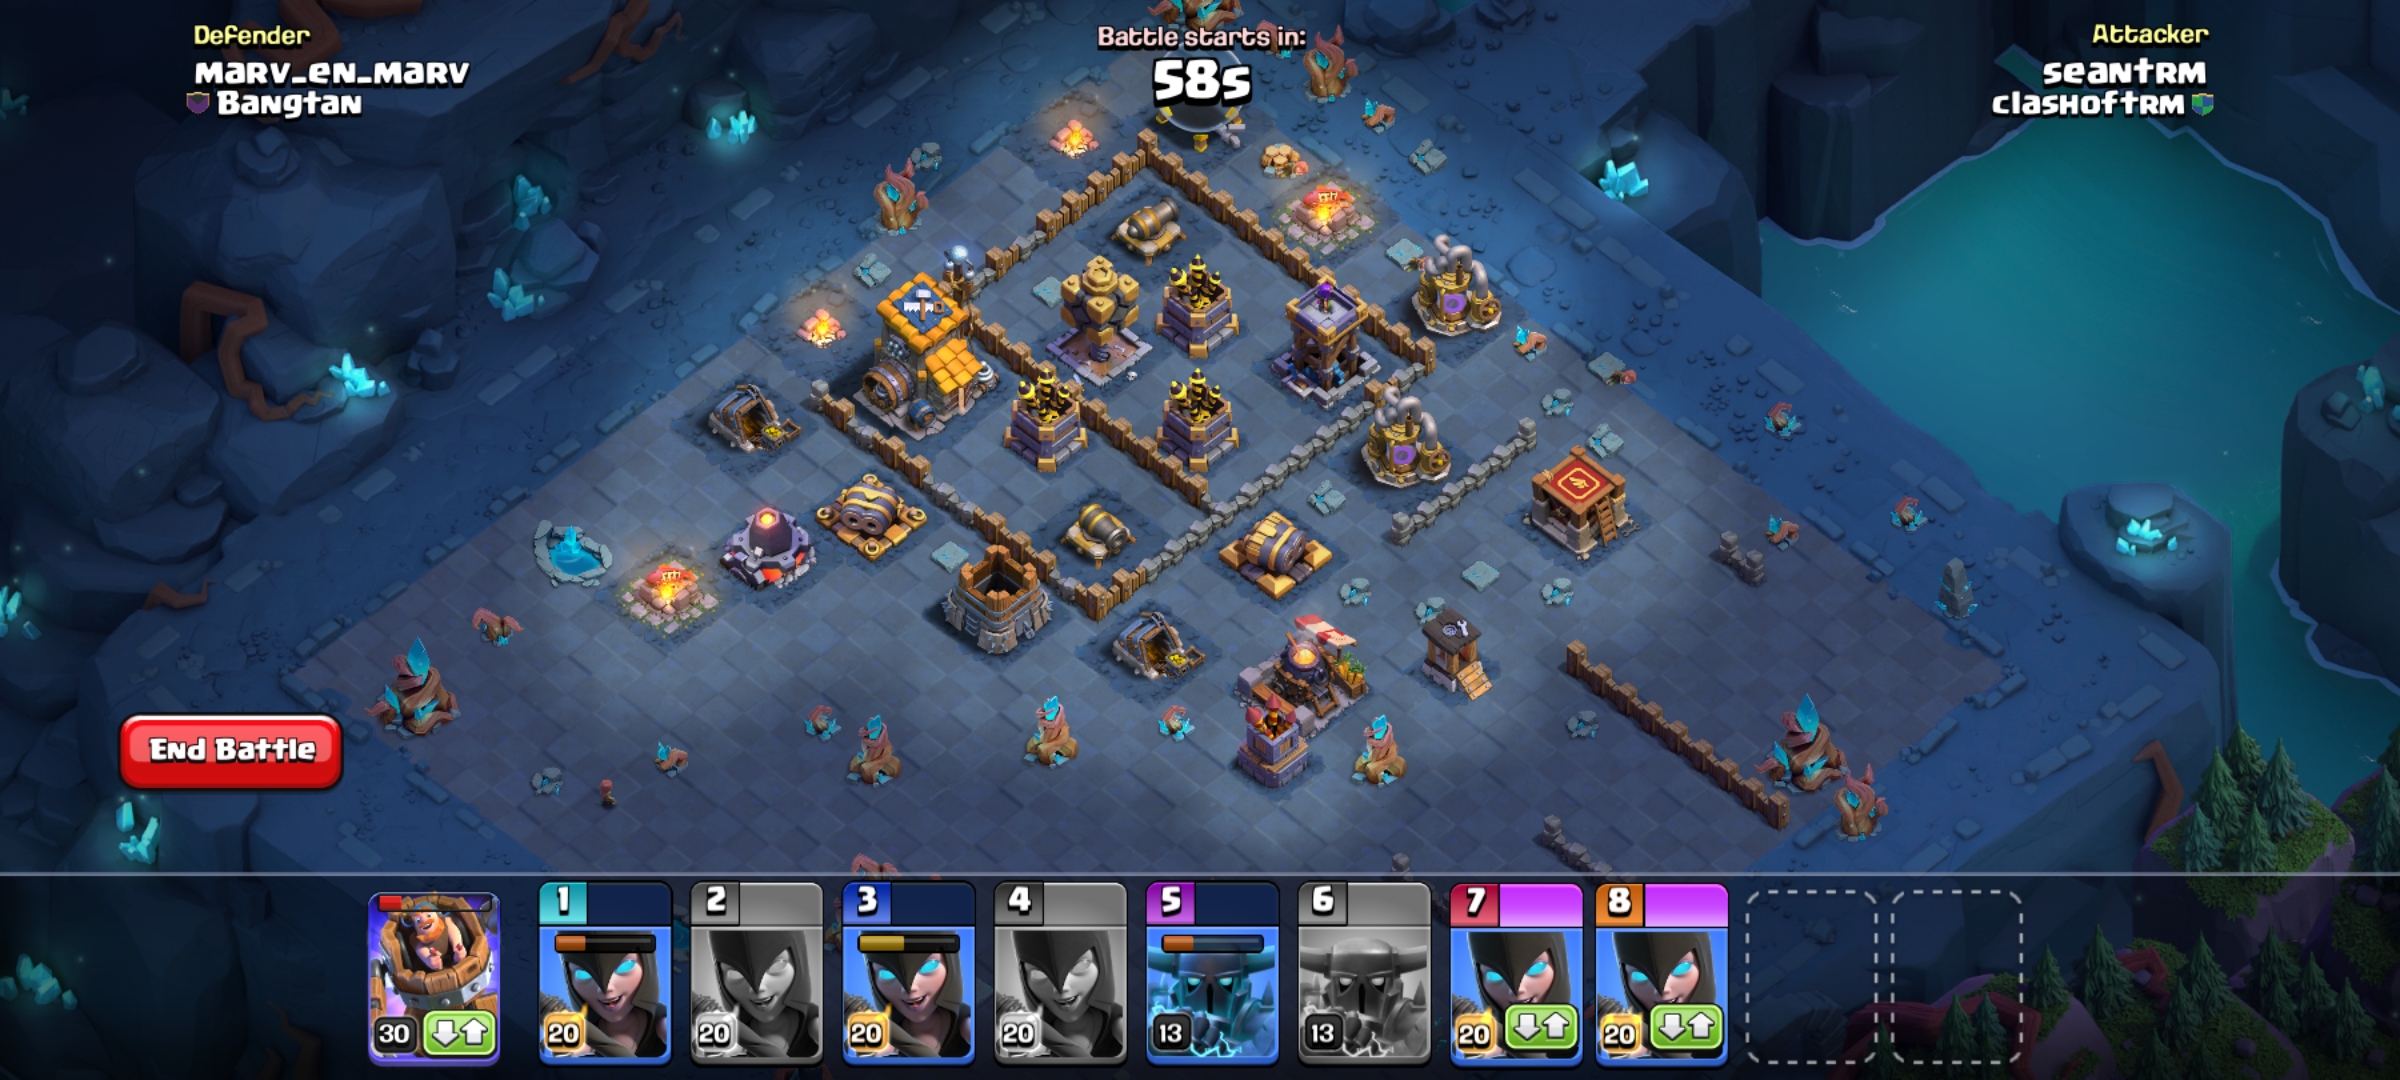 Defender
Marv_en_Marv
Bangtan
Battle starts in:
58s
Attacker
seantRM
clashoftRM
End Battle
30
1
20
2
20
3
20
4
20
5
13
6
13
7
20
8
20